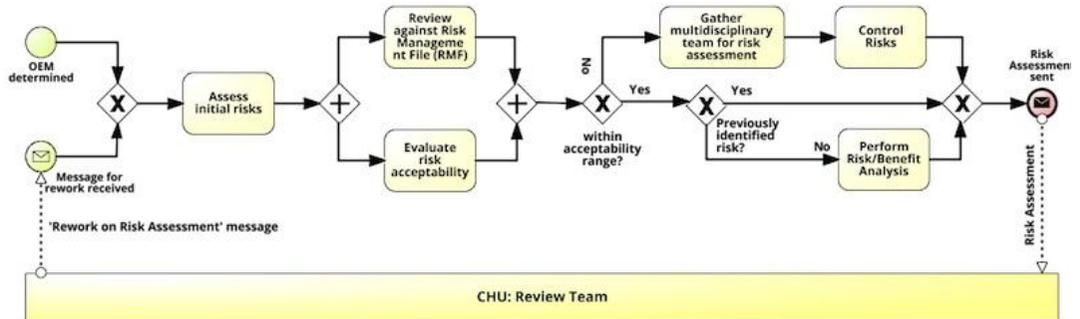 OEM
determined
Message for
rework received
'Rework on Risk Assessment' message
Assess
initial risks
Review
against Risk
Manageme
nt File (RMF)
Evaluate
risk
acceptability
No
Yes
within
acceptability
range?
Gather
multidisciplinary
team for risk
assessment
Control
Risks
Yes
Previously
identified
risk?
No
Perform
Risk/Benefit
Analysis
Risk
Assessment
sent
Risk Assessment
CHU: Review Team